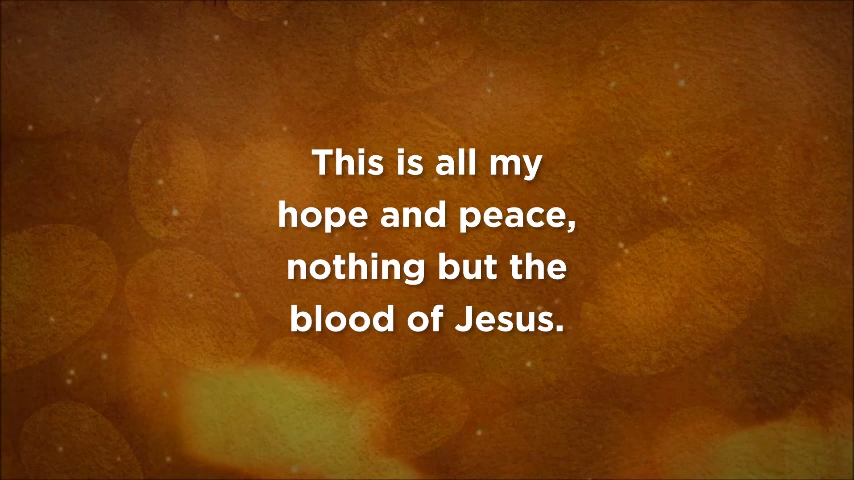 This is all my
hope and peace,
nothing but the
blood of Jesus.